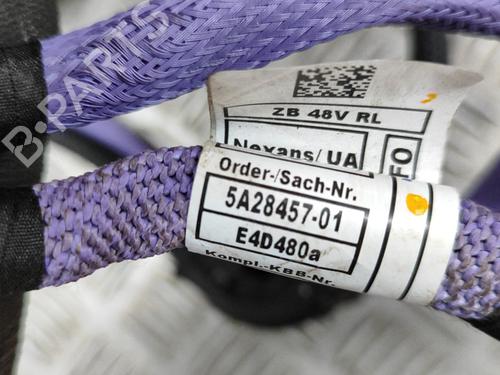 B-PARTS
ZB 48V RL
Nexans/UA
FO
Order-/Sach-Nr.
5A28457-01
E4D480a
Kompl.-KBB-Nr.